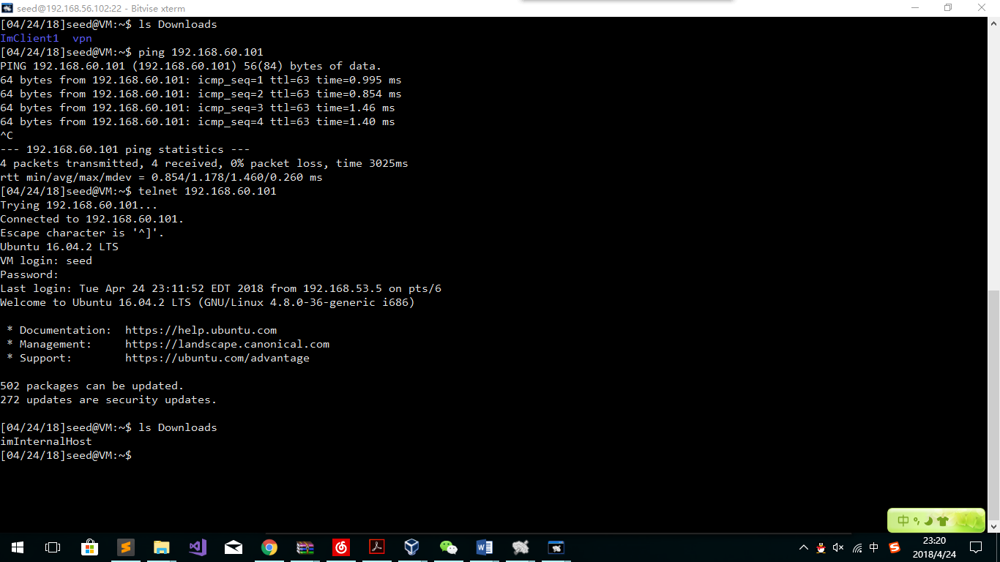 seed@192.168.56.102:22 - Bitvise xterm
[04/24/18]seed@VM:~$ ls Downloads
ImClient1  vpn
[04/24/18]seed@VM:~$ ping 192.168.60.101
PING 192.168.60.101 (192.168.60.101) 56(84) bytes of data.
64 bytes from 192.168.60.101: icmp_seq=1 ttl=63 time=0.995 ms
64 bytes from 192.168.60.101: icmp_seq=2 ttl=63 time=0.854 ms
64 bytes from 192.168.60.101: icmp_seq=3 ttl=63 time=1.46 ms
64 bytes from 192.168.60.101: icmp_seq=4 ttl=63 time=1.40 ms
^C
--- 192.168.60.101 ping statistics ---
4 packets transmitted, 4 received, 0% packet loss, time 3025ms
rtt min/avg/max/mdev = 0.854/1.178/1.460/0.260 ms
[04/24/18]seed@VM:~$ telnet 192.168.60.101
Trying 192.168.60.101...
Connected to 192.168.60.101.
Escape character is '^]'.
Ubuntu 16.04.2 LTS
VM login: seed
Password:
Last login: Tue Apr 24 23:11:52 EDT 2018 from 192.168.53.5 on pts/6
Welcome to Ubuntu 16.04.2 LTS (GNU/Linux 4.8.0-36-generic i686)
 * Documentation:  https://help.ubuntu.com
 * Management:     https://landscape.canonical.com
 * Support:        https://ubuntu.com/advantage
502 packages can be updated.
272 updates are security updates.
[04/24/18]seed@VM:~$ ls Downloads
imInternalHost
[04/24/18]seed@VM:~$
中
中
23:20
2018/4/24